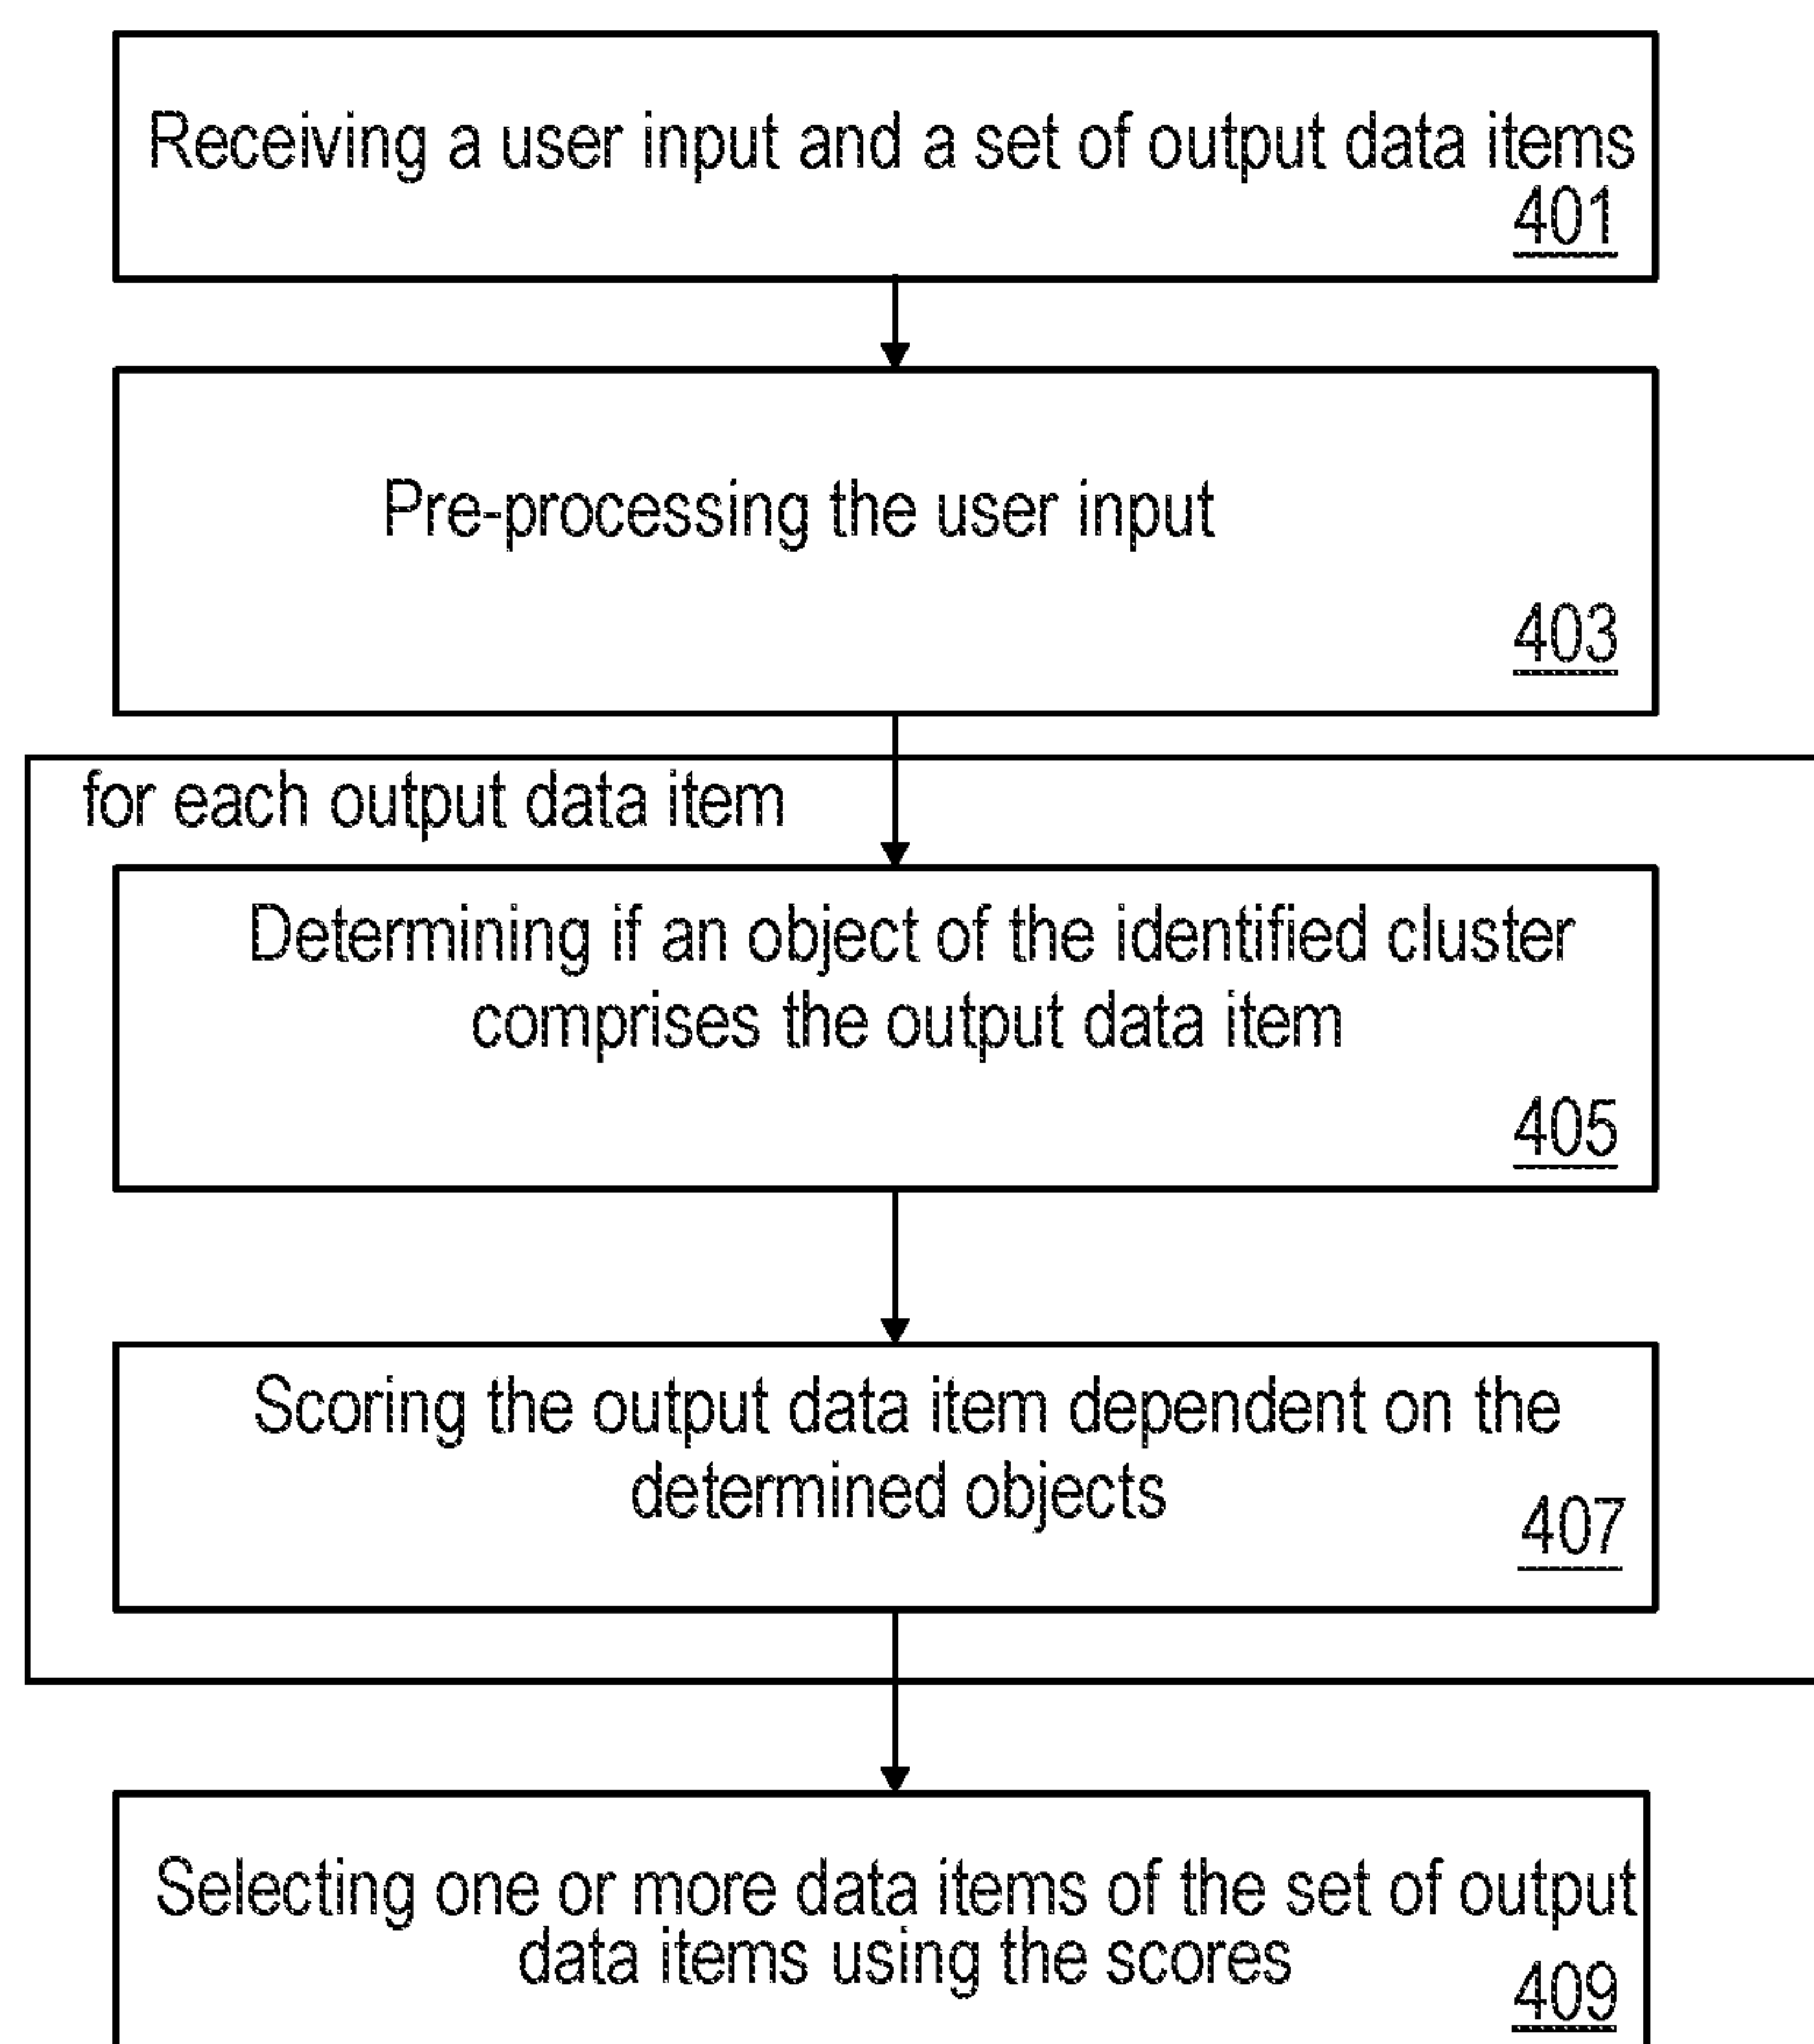 Receiving a user input and a set of output data items
401
Pre-processing the user input
403
for each output data item
Determining if an object of the identified cluster
comprises the output data item
405
Scoring the output data item dependent on the
determined objects
407
Selecting one or more data items of the set of output
data items using the scores
409